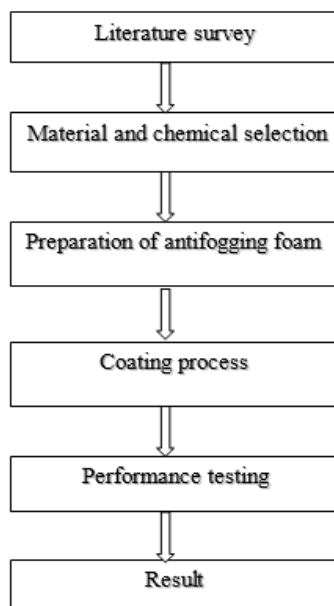 Literature survey
Material and chemical selection
Preparation of antifogging foam
Coating process
Performance testing
Result